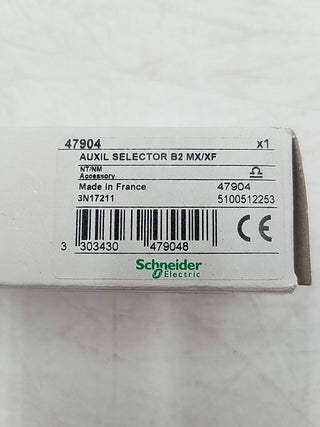 47904 x1
AUXIL SELECTOR B2 MX/XF
NT/NM
Accessory
Made in France 47904
3N17211 5100512253
3 303430 479048 CE
Schneider
Electric